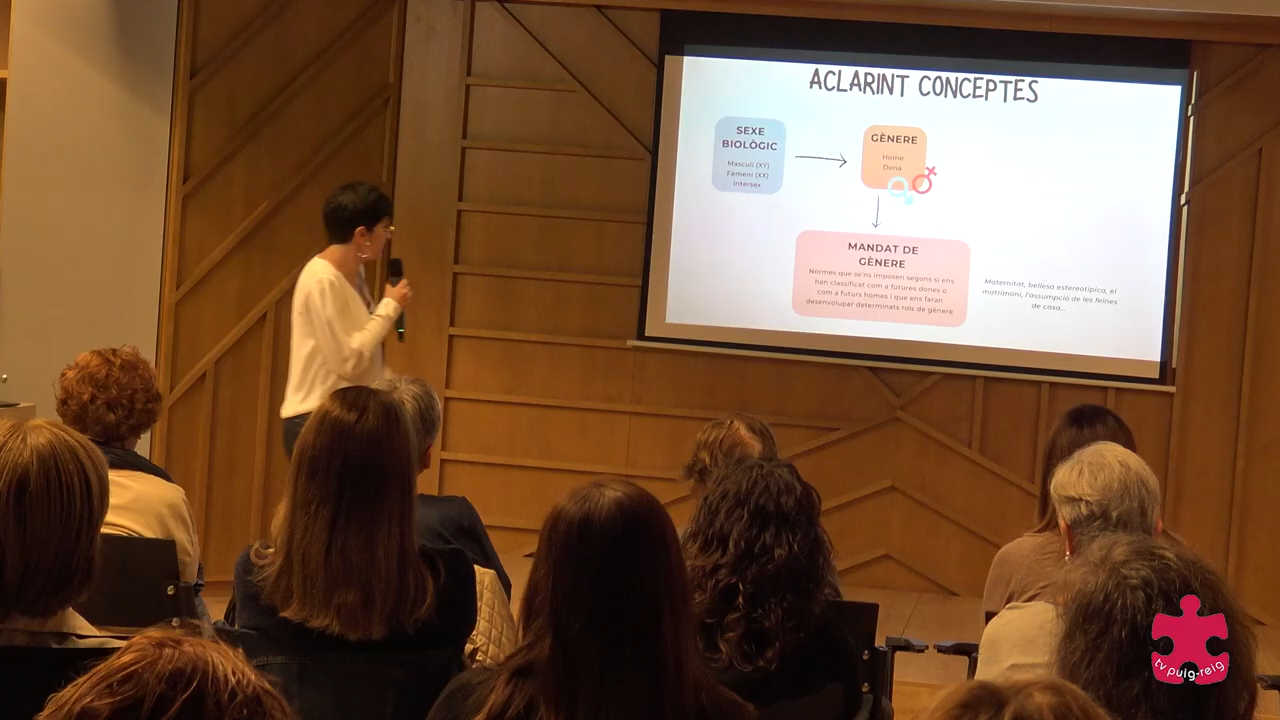 ACLARINT CONCEPTES
SEXE
BIOLÒGIC
Masculí (XY)
Femení (XX)
Intersex
GÈNERE
Home
Dona
MANDAT DE
GÈNERE
Normes que se'ns imposen segons si ens
han classificat com a futures dones o
com a futurs homes i que ens faran
desenvolupar determinats rols de gènere
Maternitat, bellesa estereotípica, el
matrimoni, l'assumpció de les feines
de casa...
tv puig-reig